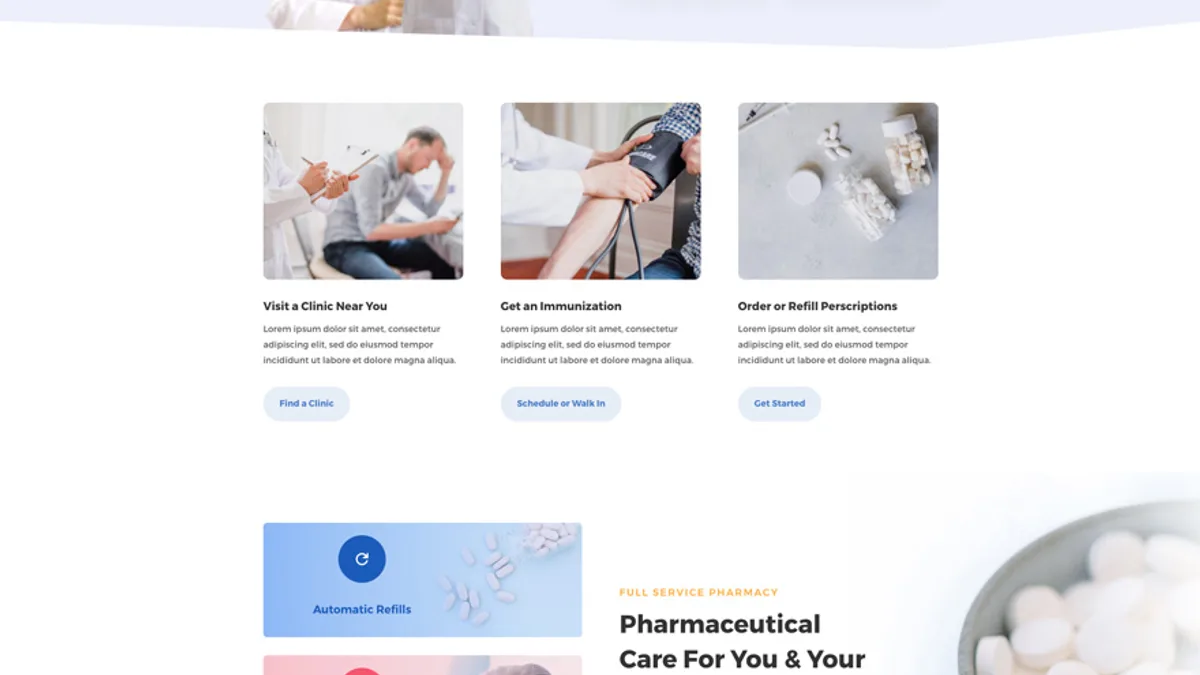 Visit a Clinic Near You
Lorem ipsum dolor sit amet, consectetur
adipiscing elit, sed do eiusmod tempor
incididunt ut labore et dolore magna aliqua.
Find a Clinic
Get an Immunization
Lorem ipsum dolor sit amet, consectetur
adipiscing elit, sed do eiusmod tempor
incididunt ut labore et dolore magna aliqua.
Schedule or Walk In
Order or Refill Perscriptions
Lorem ipsum dolor sit amet, consectetur
adipiscing elit, sed do eiusmod tempor
incididunt ut labore et dolore magna aliqua.
Get Started
Automatic Refills
FULL SERVICE PHARMACY
Pharmaceutical
Care For You & Your